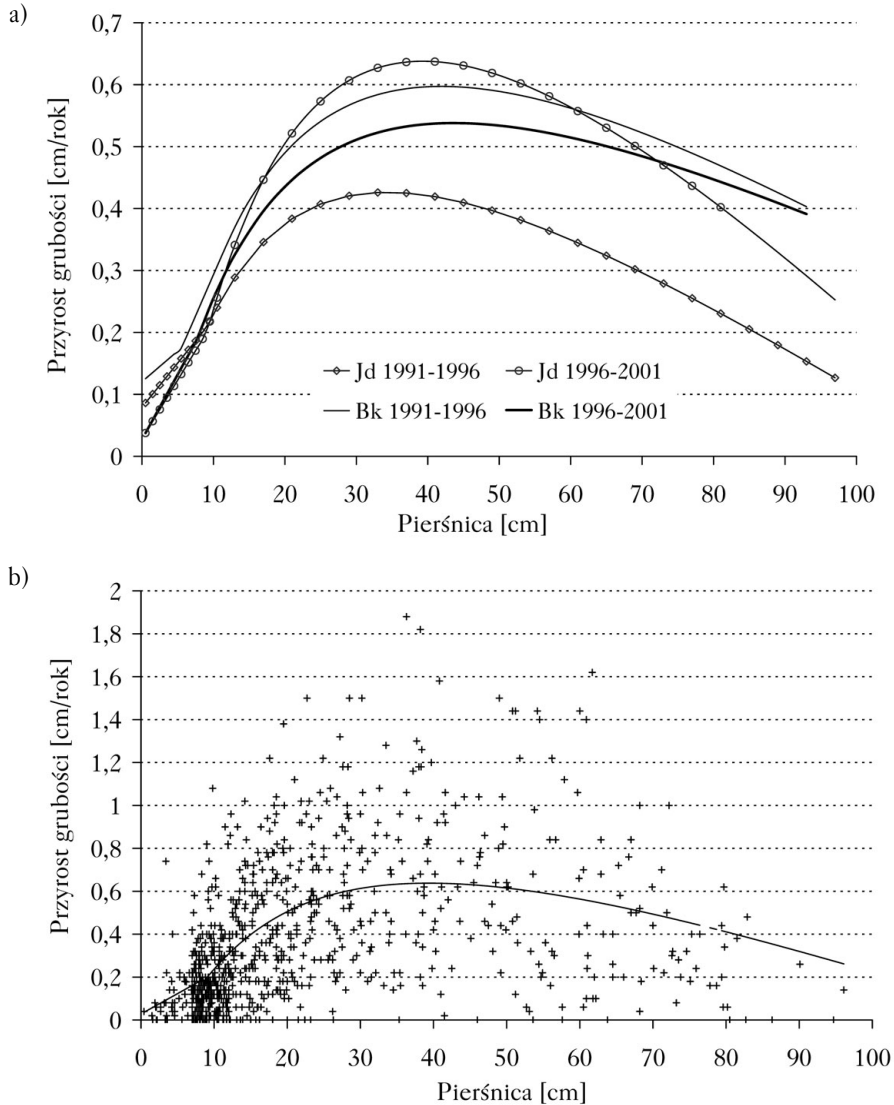 a)
0,7
0,6
0,5
0,4
0,3
0,2
0,1
0
Przyrost grubości [cm/rok]
Jd 1991-1996
Jd 1996-2001
Bk 1991-1996
Bk 1996-2001
0 10 20 30 40 50 60 70 80 90 100
Pierśnica [cm]
b)
2
1,8
1,6
1,4
1,2
1
0,8
0,6
0,4
0,2
0
Przyrost grubości [cm/rok]
0 10 20 30 40 50 60 70 80 90 100
Pierśnica [cm]